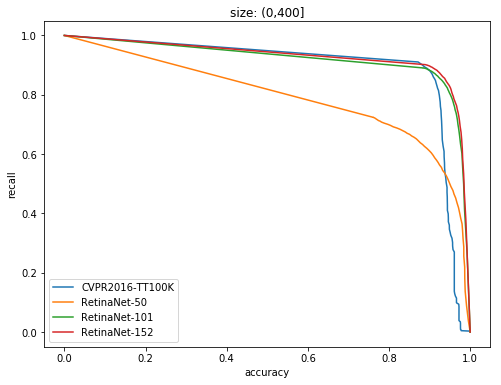 size: (0,400]
1.0
0.8
0.6
0.4
0.2
0.0
recall
CVPR2016-TT100K
RetinaNet-50
RetinaNet-101
RetinaNet-152
0.0 0.2 0.4 0.6 0.8 1.0
accuracy